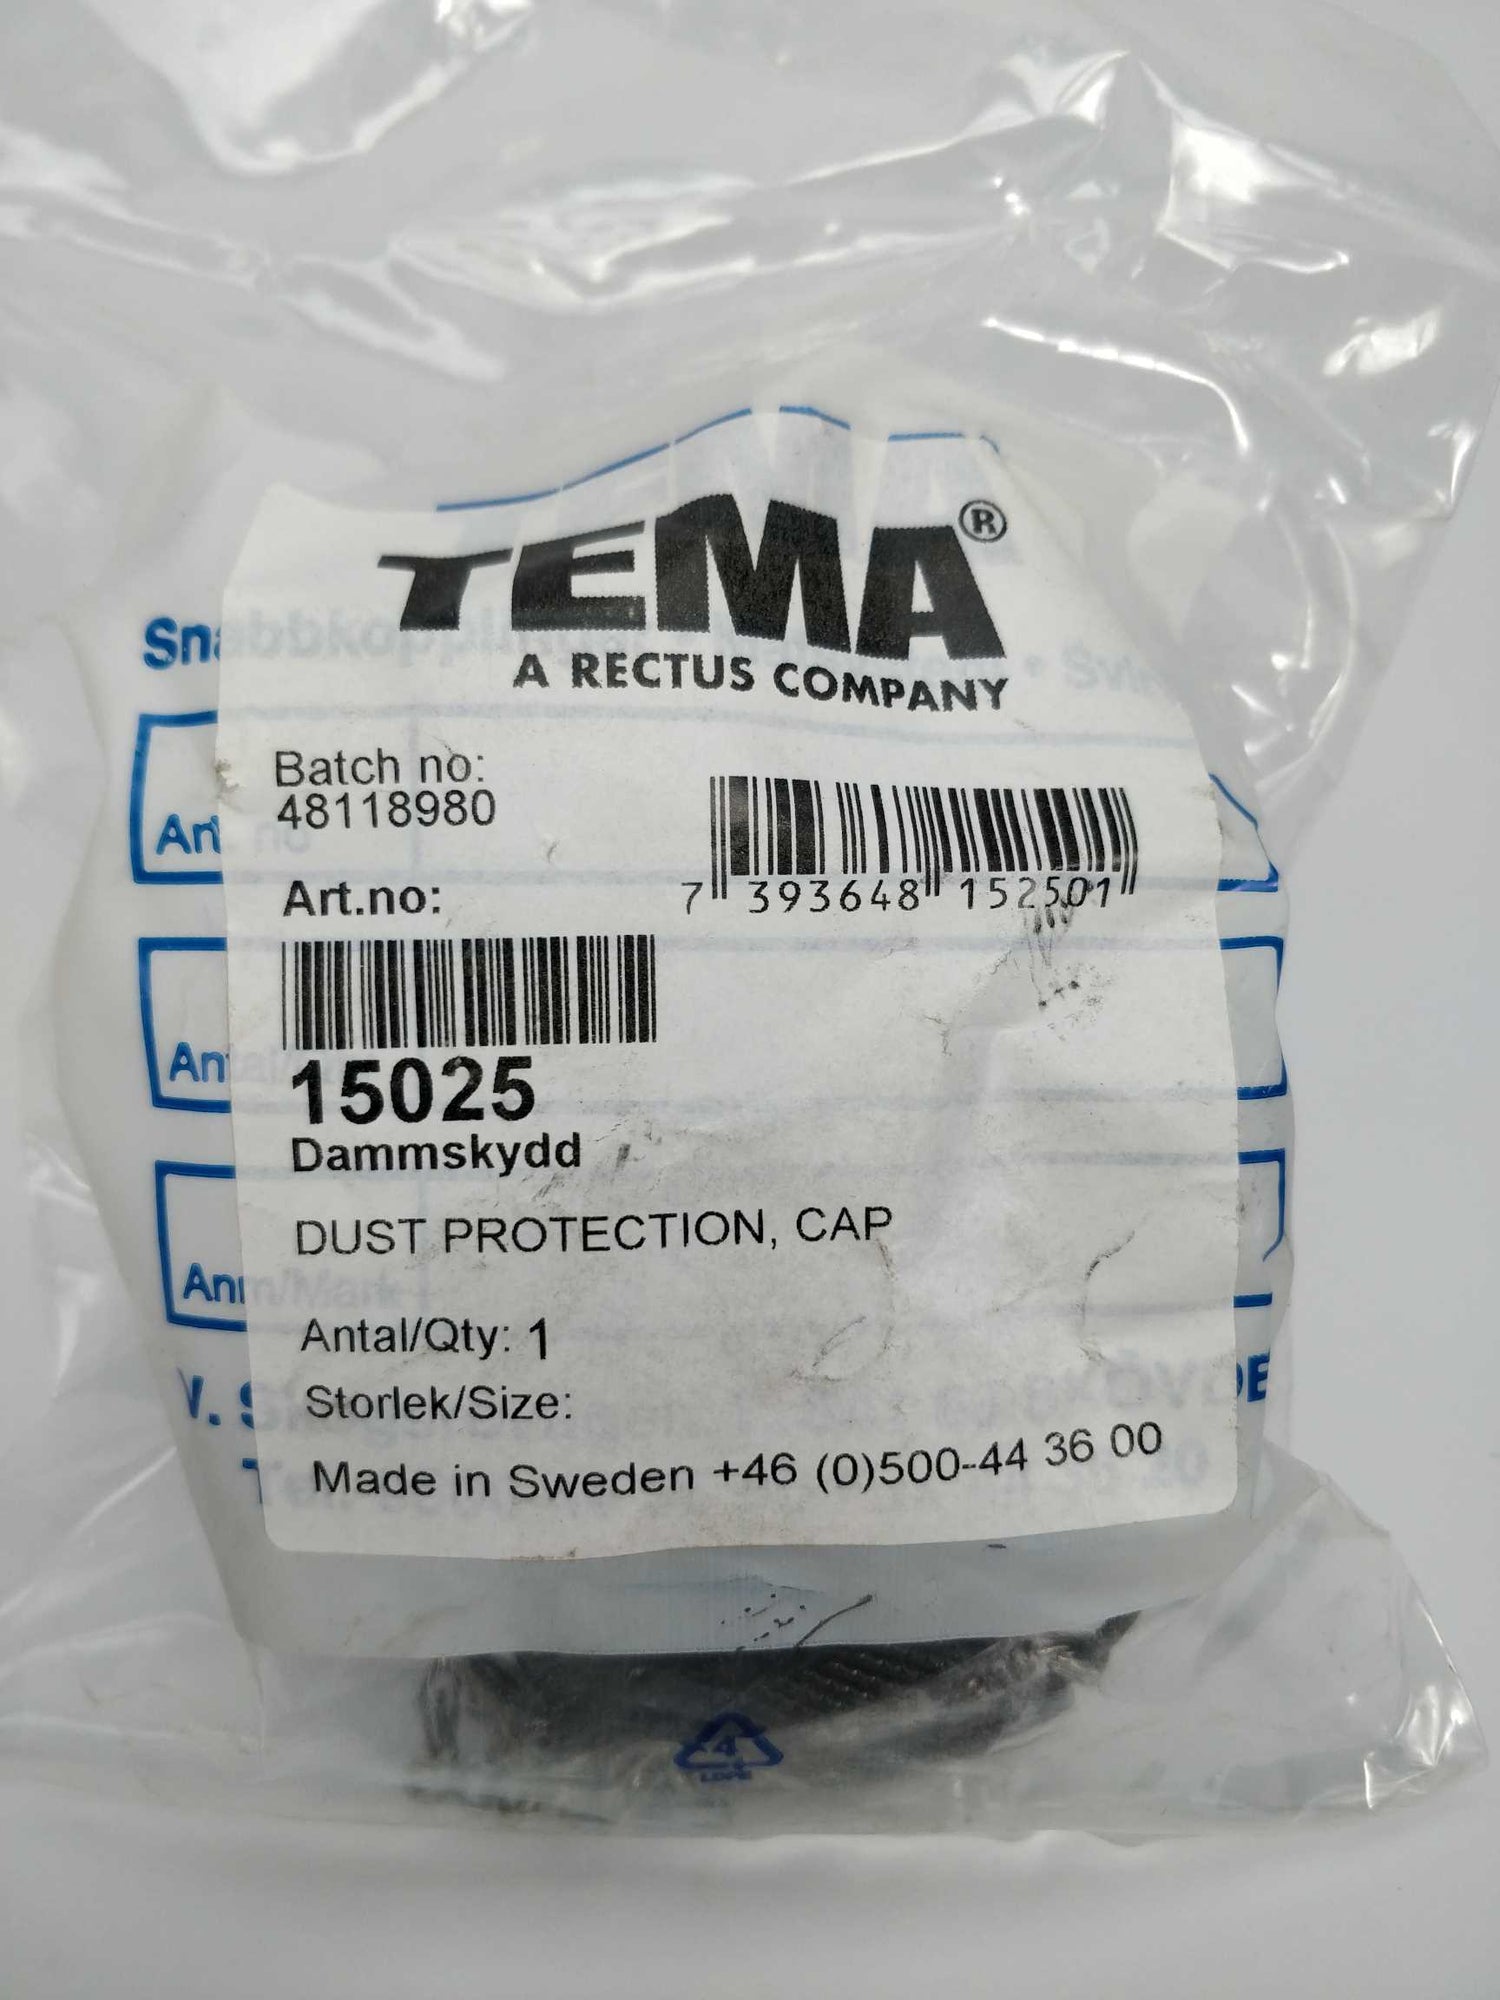 TEMA®
A RECTUS COMPANY
Batch no:
48118980
7 393648 152501
Art.no:
15025
Dammskydd
DUST PROTECTION, CAP
Antal/Qty: 1
Storlek/Size:
Made in Sweden +46 (0)500-44 36 00
4